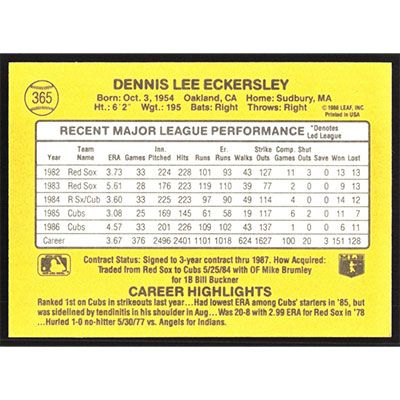 365
DENNIS LEE ECKERSLEY
Born: Oct. 3, 1954 Oakland, CA Home: Sudbury, MA
Ht.: 6'2" Wgt.: 195 Bats: Right Throws: Right
© 1986 LEAF, INC.
Printed in USA
RECENT MAJOR LEAGUE PERFORMANCE *Denotes Led League
Year Team Name ERA Games Inn. Pitched Hits Runs Er. Runs Walks Strike Outs Comp. Games Shut Outs Save Won Lost
1982 Red Sox 3.73 33 224 228 101 93 43 127 11 3 0 13 13
1983 Red Sox 5.61 28 176 223 119 110 39 77 2 0 0 9 13
1984 R Sx/Cub 3.60 33 225 223 97 90 49 114 4 0 0 14 12
1985 Cubs 3.08 25 169 145 61 58 19 117 6 2 0 11 7
1986 Cubs 4.57 33 201 226 109 102 43 137 1 0 0 6 11
Career 3.67 376 2496 2401 1101 1018 624 1627 100 20 3 151 128
Contract Status: Signed to 3-year contract thru 1987. How Acquired:
Traded from Red Sox to Cubs 5/25/84 with OF Mike Brumley
for 1B Bill Buckner
CAREER HIGHLIGHTS
Ranked 1st on Cubs in strikeouts last year...Had lowest ERA among Cubs' starters in '85, but
was sidelined by tendinitis in his shoulder in Aug...Was 20-8 with 2.99 ERA for Red Sox in '78
...Hurled 1-0 no-hitter 5/30/77 vs. Angels for Indians.